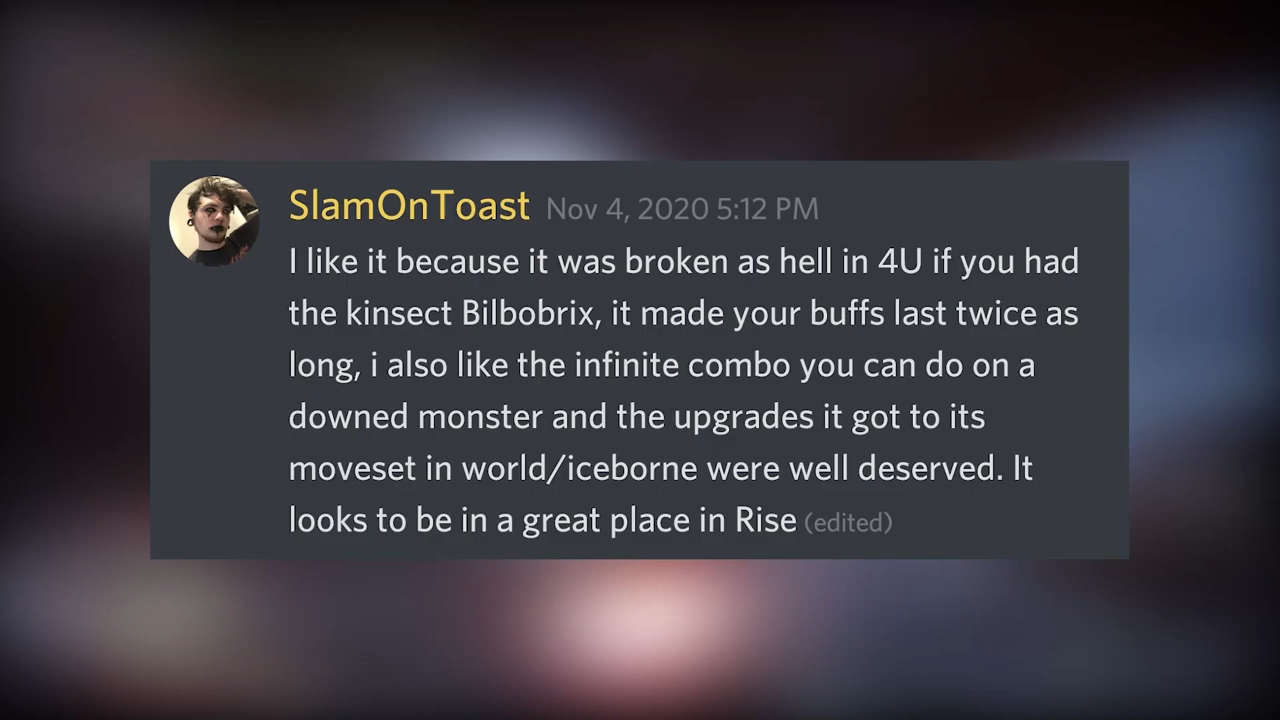 SlamOnToast Nov 4, 2020 5:12 PM
I like it because it was broken as hell in 4U if you had
the kinsect Bilbobrix, it made your buffs last twice as
long, i also like the infinite combo you can do on a
downed monster and the upgrades it got to its
moveset in world/iceborne were well deserved. It
looks to be in a great place in Rise (edited)